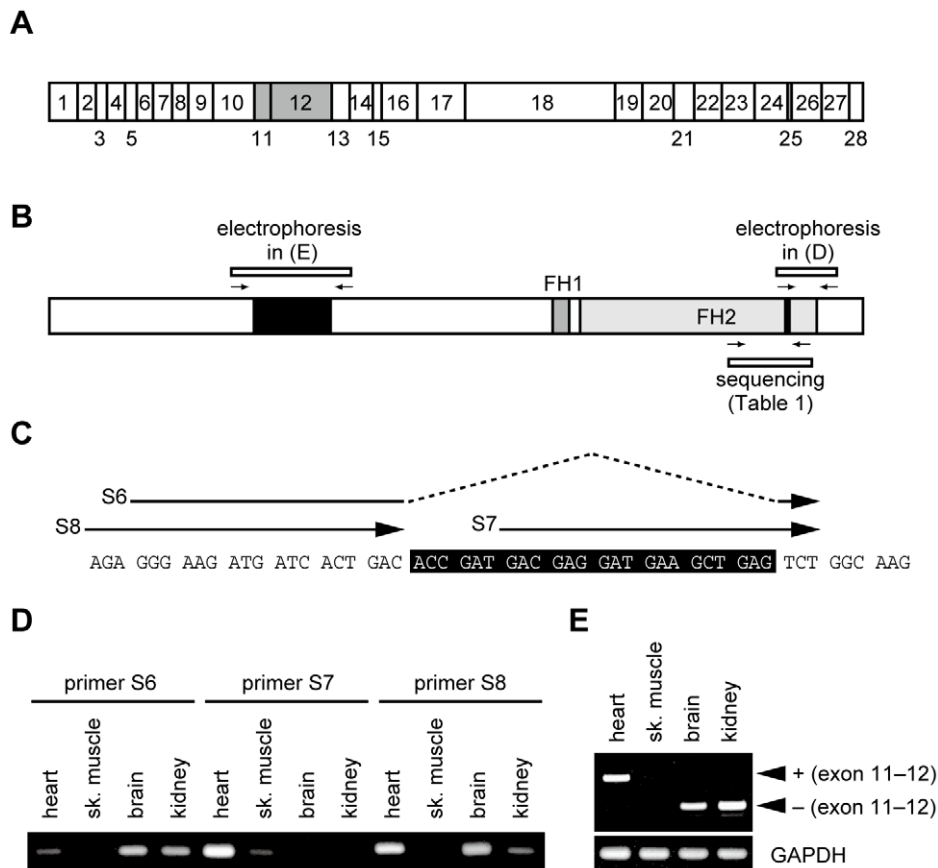 A
1 2 4 6 7 8 9 10 12 14 16 17 18 19 20 22 23 24 26 27
3 5 11 13 15 21 25 28
B
electrophoresis
in (E)
electrophoresis
in (D)
FH1
FH2
sequencing
(Table 1)
C
S6
S8
S7
AGA GGG AAG ATG ATC ACT GAC ACC GAT GAC GAG GAT GAA GCT GAG TCT GGC AAG
D
primer S6 primer S7 primer S8
heart sk. muscle brain kidney heart sk. muscle brain kidney heart sk. muscle brain kidney
E
heart sk. muscle brain kidney
+ (exon 11–12)
– (exon 11–12)
GAPDH